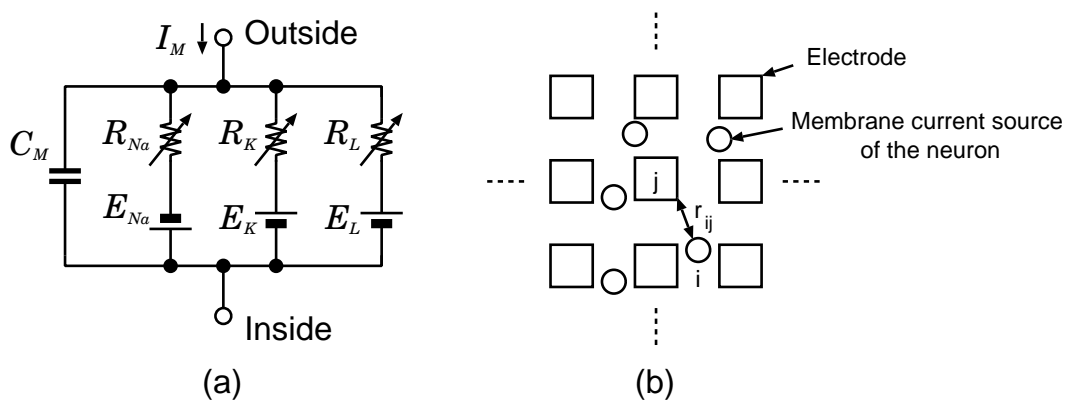 I_M
Outside
C_M
R_Na
R_K
R_L
E_Na
E_K
E_L
Inside
(a)
Electrode
Membrane current source
of the neuron
j
r_ij
i
(b)